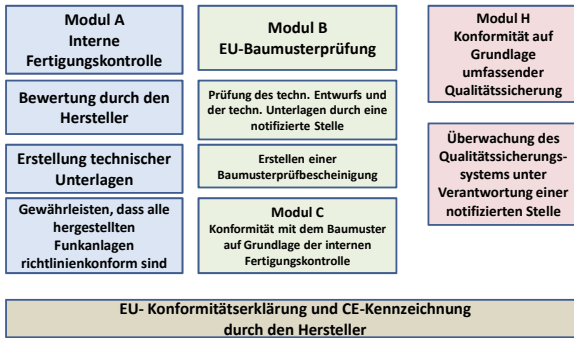 Modul A
Interne
Fertigungskontrolle
Bewertung durch den
Hersteller
Erstellung technischer
Unterlagen
Gewährleisten, dass alle
hergestellten
Funkanlagen
richtlinienkonform sind
Modul B
EU-Baumusterprüfung
Prüfung des techn. Entwurfs und
der techn. Unterlagen durch eine
notifizierte Stelle
Erstellen einer
Baumusterprüfbescheinigung
Modul C
Konformität mit dem Baumuster
auf Grundlage der internen
Fertigungskontrolle
Modul H
Konformität auf
Grundlage
umfassender
Qualitätssicherung
Überwachung des
Qualitätssicherungs-
systems unter
Verantwortung einer
notifizierten Stelle
EU- Konformitätserklärung und CE-Kennzeichnung
durch den Hersteller